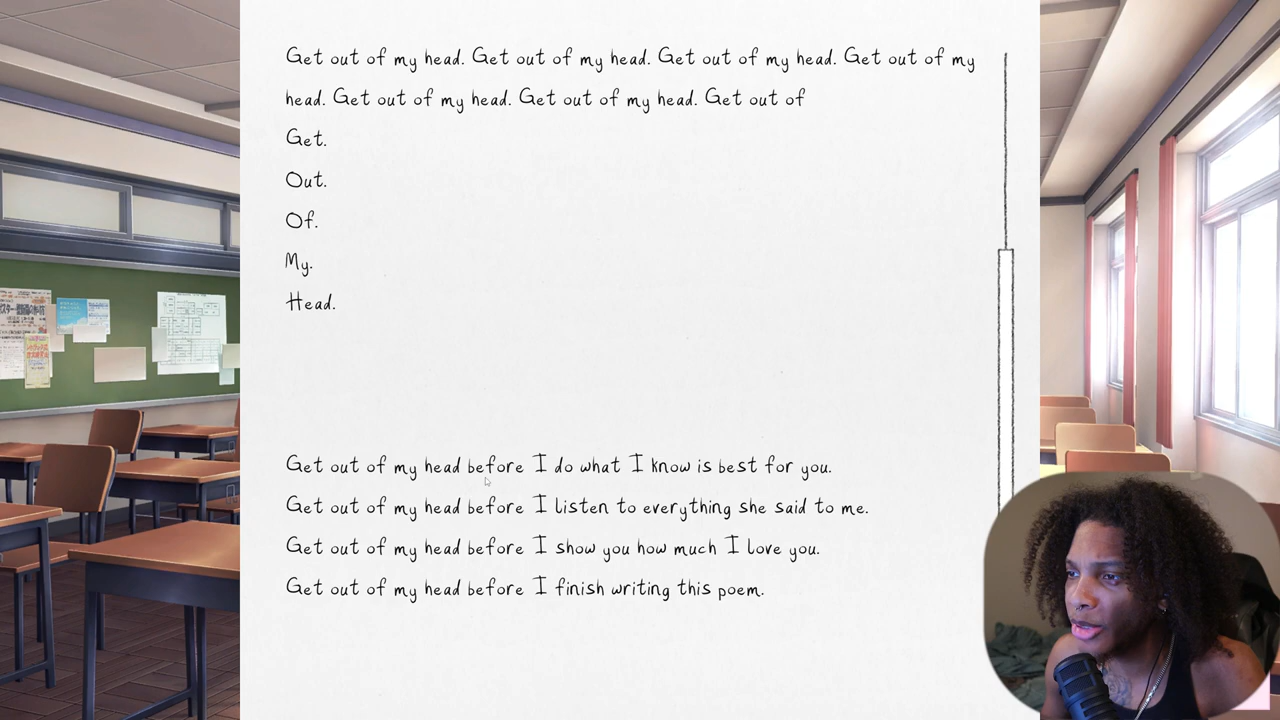 Get out of my head. Get out of my head. Get out of my head. Get out of my
head. Get out of my head. Get out of my head. Get out of
Get.
Out.
Of.
My.
Head.
Get out of my head before I do what I know is best for you.
Get out of my head before I listen to everything she said to me.
Get out of my head before I show you how much I love you.
Get out of my head before I finish writing this poem.